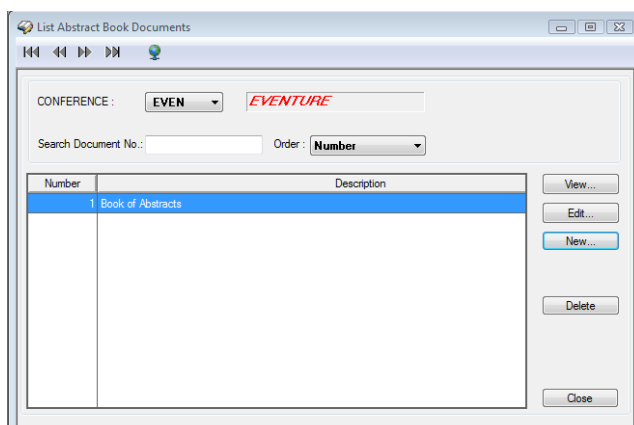 List Abstract Book Documents
CONFERENCE : EVEN EVENTURE
Search Document No.: Order : Number
Number Description
1 Book of Abstracts
View...
Edit...
New...
Delete
Close